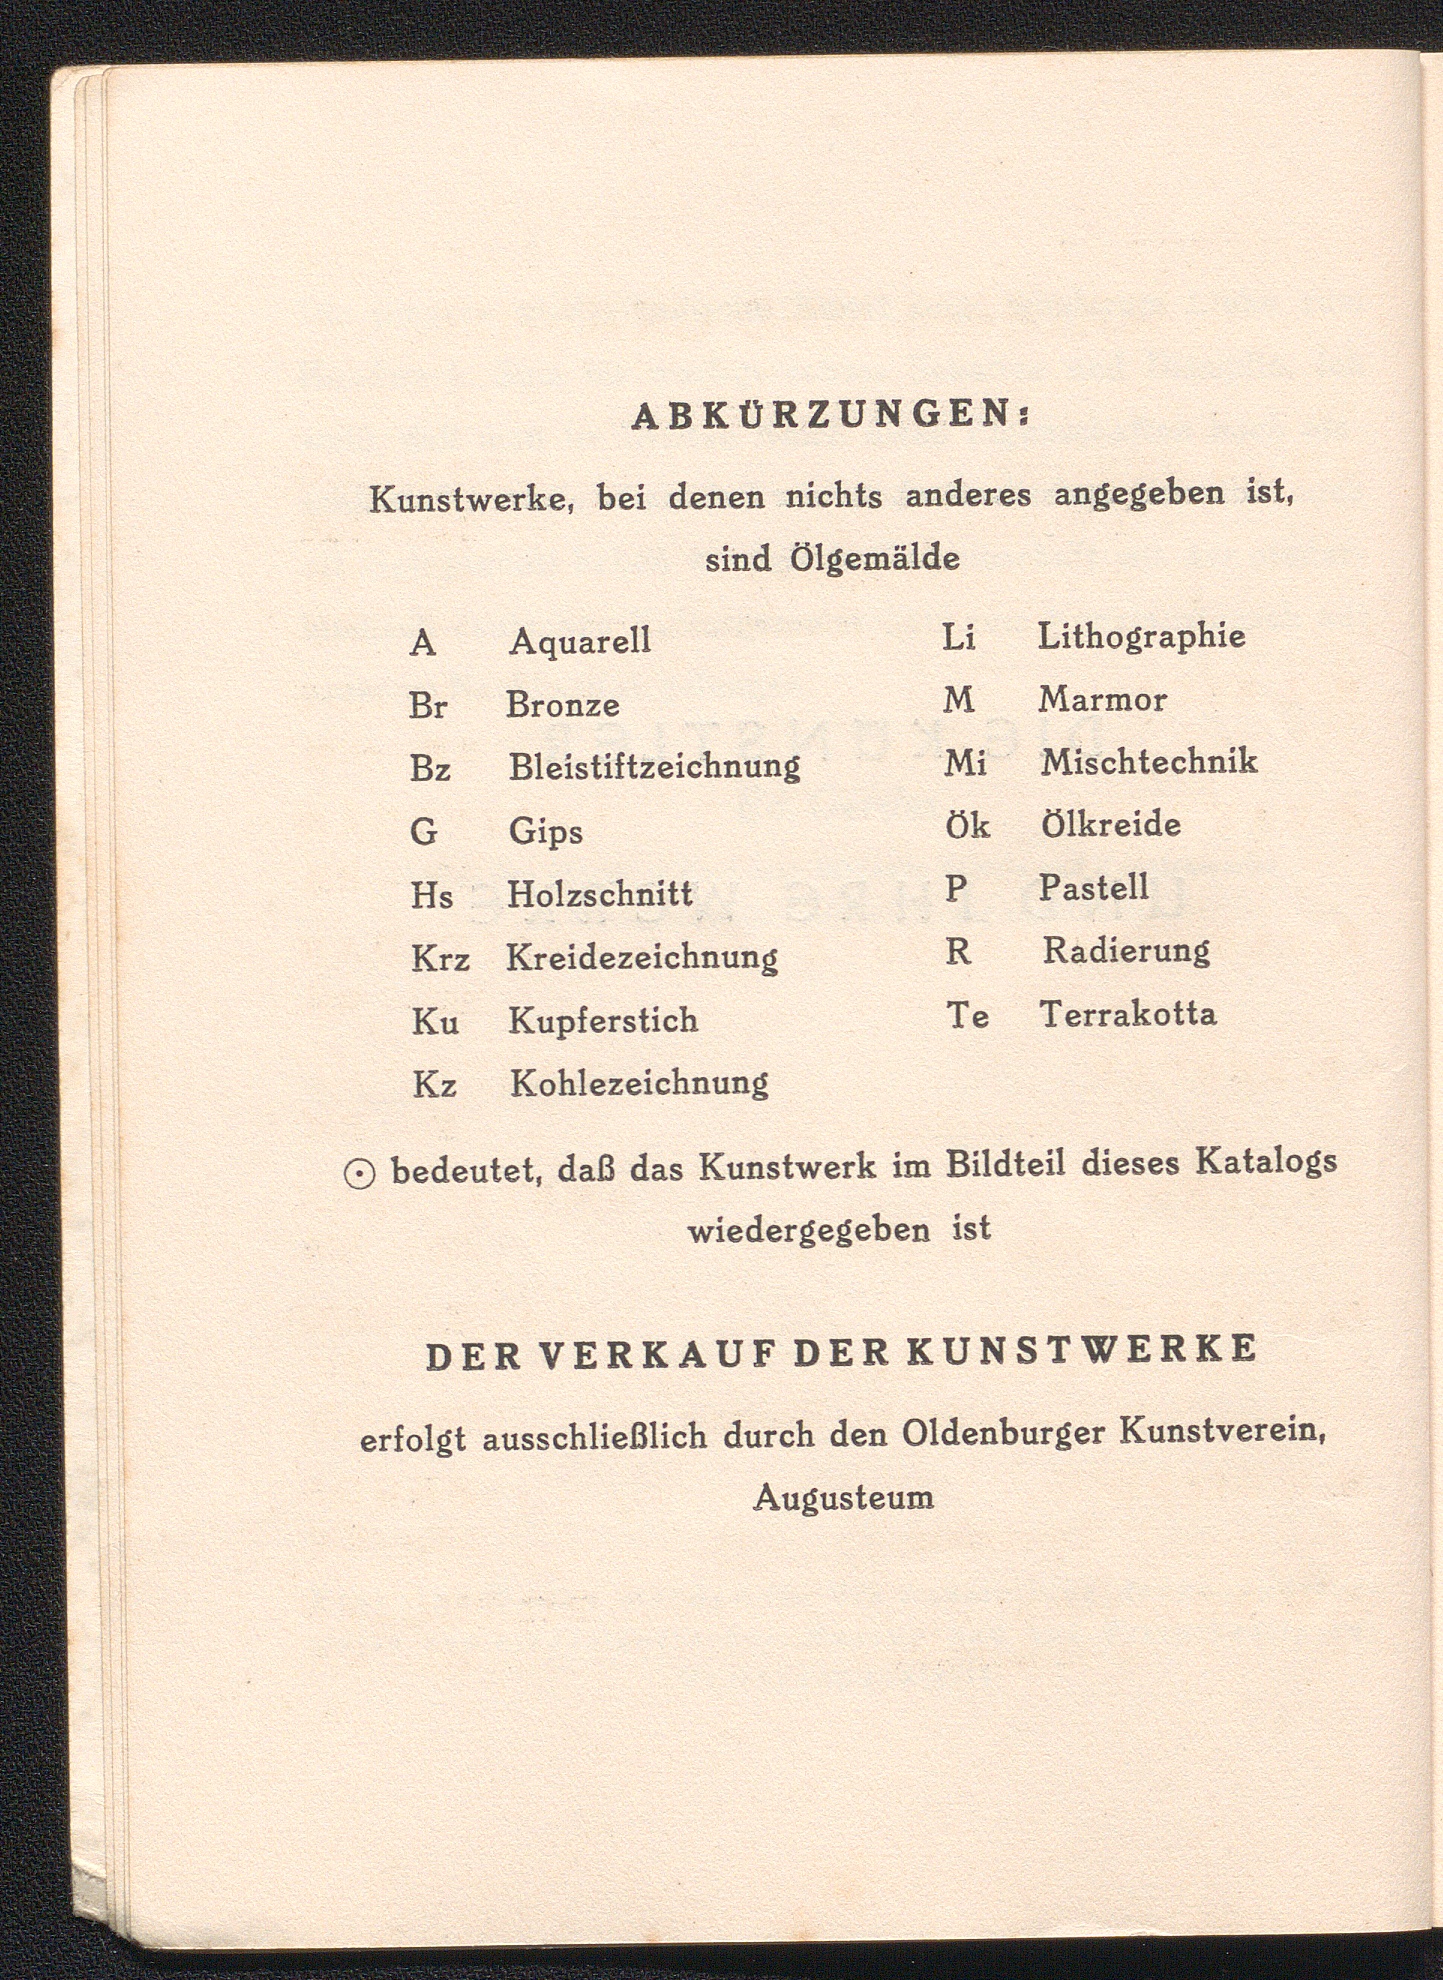 ABKÜRZUNGEN:
Kunstwerke, bei denen nichts anderes angegeben ist,
sind Ölgemälde
A Aquarell
Br Bronze
Bz Bleistiftzeichnung
G Gips
Hs Holzschnitt
Krz Kreidezeichnung
Ku Kupferstich
Kz Kohlezeichnung
Li Lithographie
M Marmor
Mi Mischtechnik
Ök Ölkreide
P Pastell
R Radierung
Te Terrakotta
⊙ bedeutet, daß das Kunstwerk im Bildteil dieses Katalogs
wiedergegeben ist
DER VERKAUF DER KUNSTWERKE
erfolgt ausschließlich durch den Oldenburger Kunstverein,
Augusteum